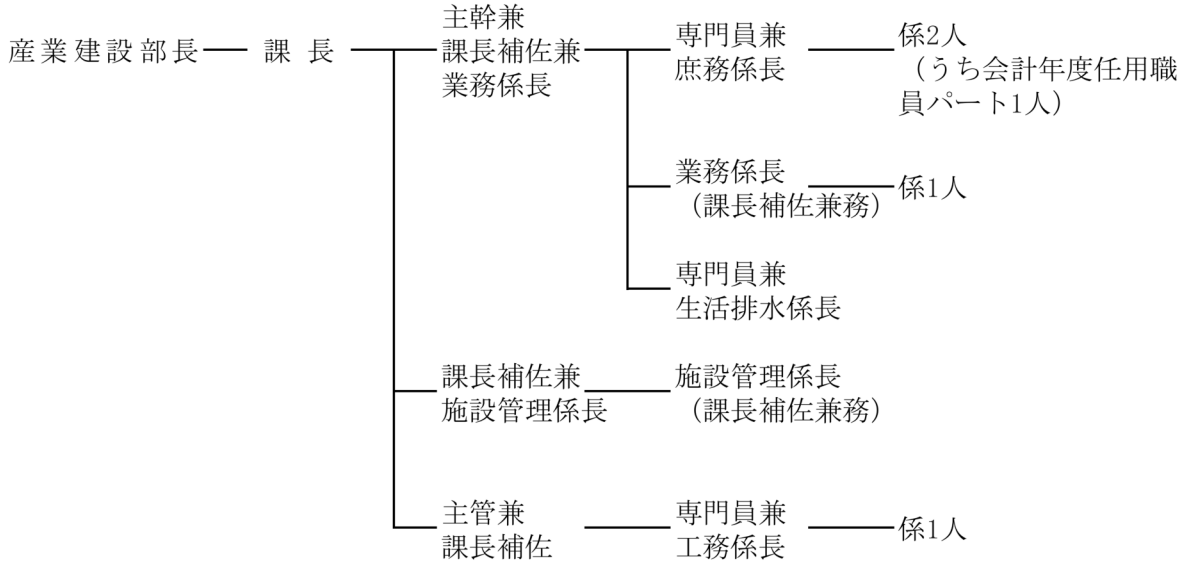 産業建設部長
課長
主幹兼
課長補佐兼
業務係長
専門員兼
庶務係長
係2人
（うち会計年度任用職
員パート1人）
業務係長
（課長補佐兼務）
係1人
専門員兼
生活排水係長
課長補佐兼
施設管理係長
施設管理係長
（課長補佐兼務）
主管兼
課長補佐
専門員兼
工務係長
係1人